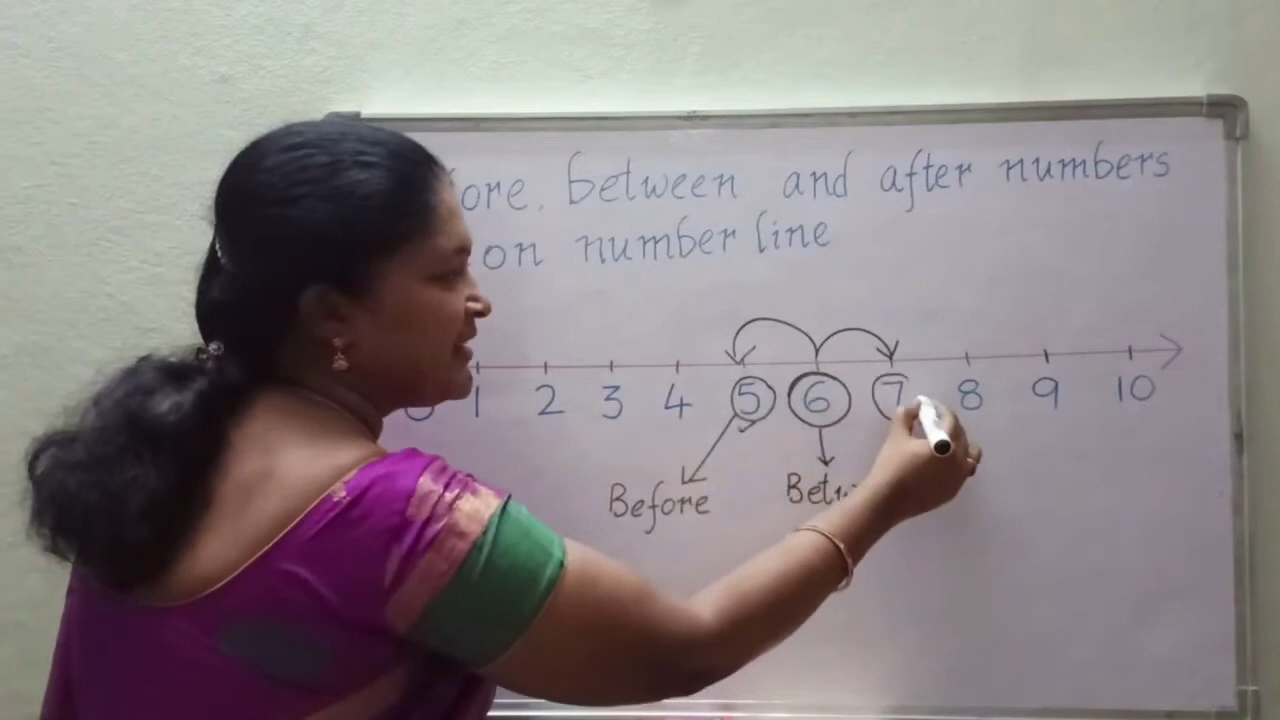 ore, between and after numbers
on number line
0 1 2 3 4 5 6 7 8 9 10
Before